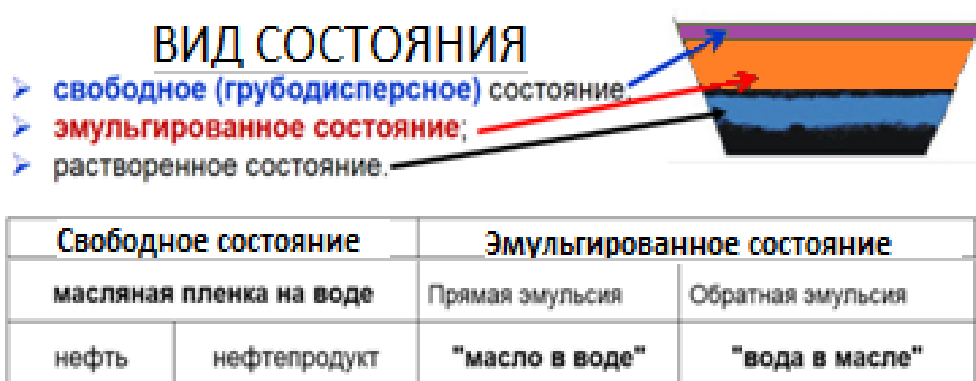 ВИД СОСТОЯНИЯ
➤ свободное (грубодисперсное) состояние;
➤ эмульгированное состояние;
➤ растворенное состояние.
Свободное состояние Эмульгированное состояние
масляная пленка на воде Прямая эмульсия Обратная эмульсия
нефть нефтепродукт "масло в воде" "вода в масле"